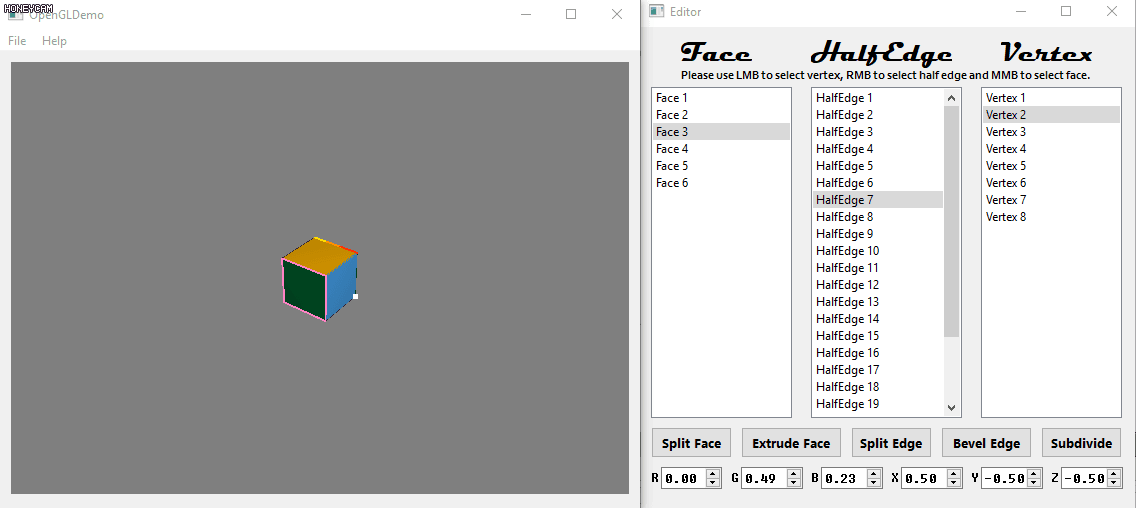 HONEYCAM
OpenGLDemo
File Help
Editor
Face HalfEdge Vertex
Please use LMB to select vertex, RMB to select half edge and MMB to select face.
Face 1
Face 2
Face 3
Face 4
Face 5
Face 6
HalfEdge 1
HalfEdge 2
HalfEdge 3
HalfEdge 4
HalfEdge 5
HalfEdge 6
HalfEdge 7
HalfEdge 8
HalfEdge 9
HalfEdge 10
HalfEdge 11
HalfEdge 12
HalfEdge 13
HalfEdge 14
HalfEdge 15
HalfEdge 16
HalfEdge 17
HalfEdge 18
HalfEdge 19
Vertex 1
Vertex 2
Vertex 3
Vertex 4
Vertex 5
Vertex 6
Vertex 7
Vertex 8
Split Face Extrude Face Split Edge Bevel Edge Subdivide
R 0.00 G 0.49 B 0.23 X 0.50 Y -0.50 Z -0.50